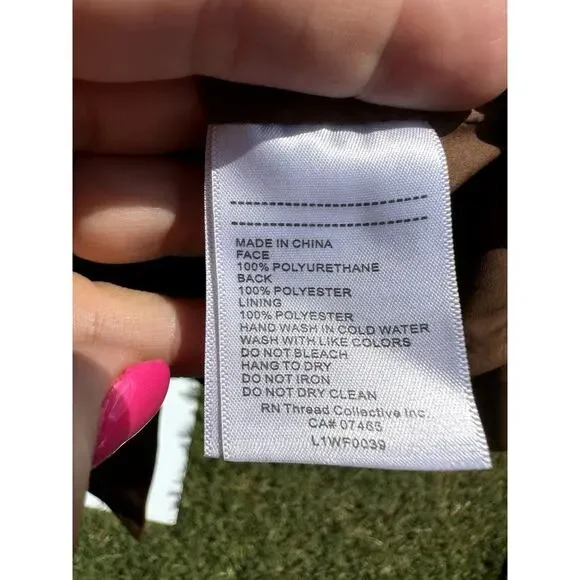 MADE IN CHINA
FACE
100% POLYURETHANE
BACK
100% POLYESTER
LINING
100% POLYESTER
HAND WASH IN COLD WATER
WASH WITH LIKE COLORS
DO NOT BLEACH
HANG TO DRY
DO NOT IRON
DO NOT DRY CLEAN
RN Thread Collective Inc.
CA# 07465
L1WF0039